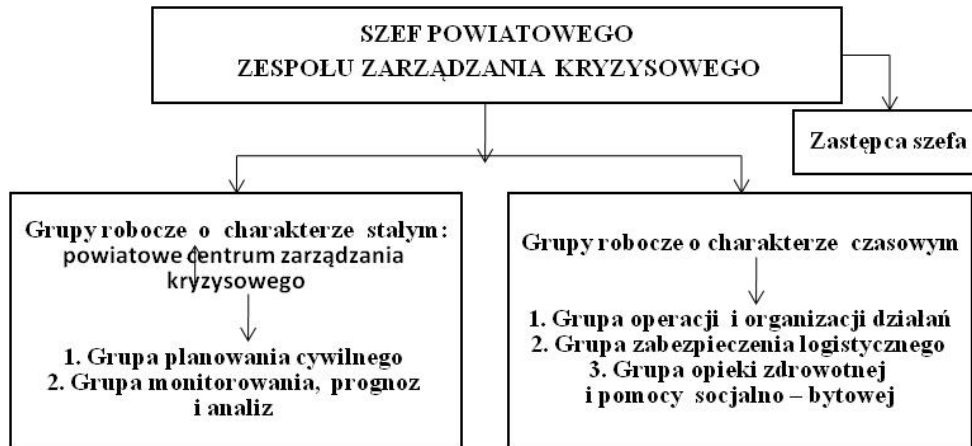 SZEF POWIATOWEGO
ZESPOŁU ZARZĄDZANIA KRYZYSOWEGO
Zastępca szefa
Grupy robocze o charakterze stałym:
powiatowe centrum zarządzania
kryzysowego
1. Grupa planowania cywilnego
2. Grupa monitorowania, prognoz
i analiz
Grupy robocze o charakterze czasowym
1. Grupa operacji i organizacji działań
2. Grupa zabezpieczenia logistycznego
3. Grupa opieki zdrowotnej
i pomocy socjalno – bytowej